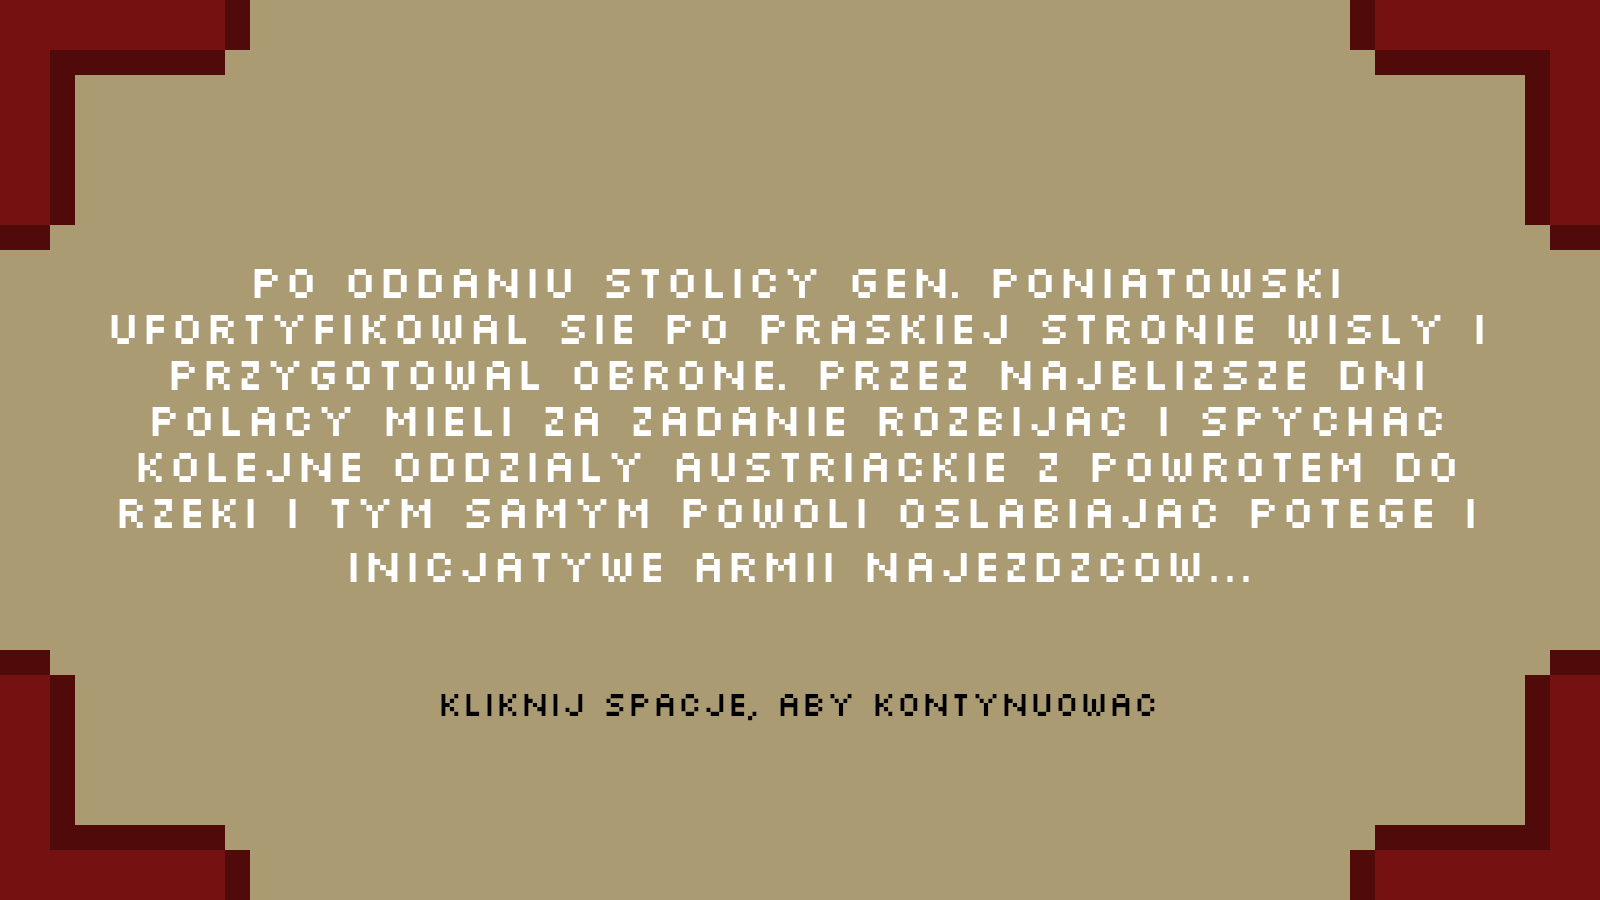 PO ODDANIU STOLICY GEN. PONIATOWSKI
UFORTYFIKOWAL SIE PO PRASKIEJ STRONIE WISLY I
PRZYGOTOWAL OBRONE. PRZEZ NAJBLIZSZE DNI
POLACY MIELI ZA ZADANIE ROZBIJAC I SPYCHAC
KOLEJNE ODDZIALY AUSTRIACKIE Z POWROTEM DO
RZEKI I TYM SAMYM POWOLI OSLABIAJAC POTEGE I
INICJATYWE ARMII NAJEZDZCOW...
KLIKNIJ SPACJE, ABY KONTYNUOWAC